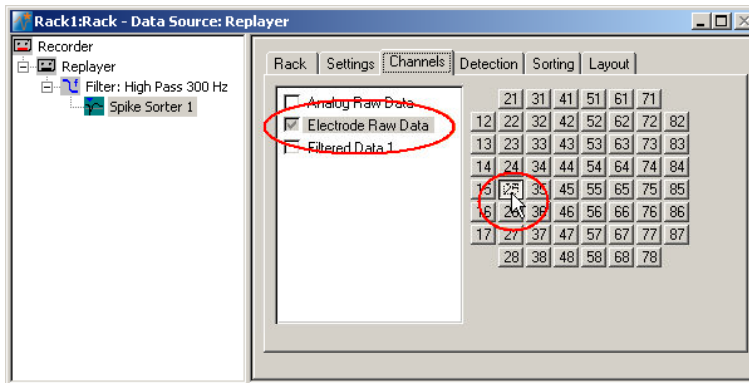 Rack1:Rack - Data Source: Replayer
Recorder
Replayer
Filter: High Pass 300 Hz
Spike Sorter 1
Rack Settings Channels Detection Sorting Layout
Analog Raw Data
Electrode Raw Data
Filtered Data 1
21 31 41 51 61 71
12 22 32 42 52 62 72 82
13 23 33 43 53 63 73 83
14 24 34 44 54 64 74 84
15 25 35 45 55 65 75 85
16 26 36 46 56 66 76 86
17 27 37 47 57 67 77 87
28 38 48 58 68 78